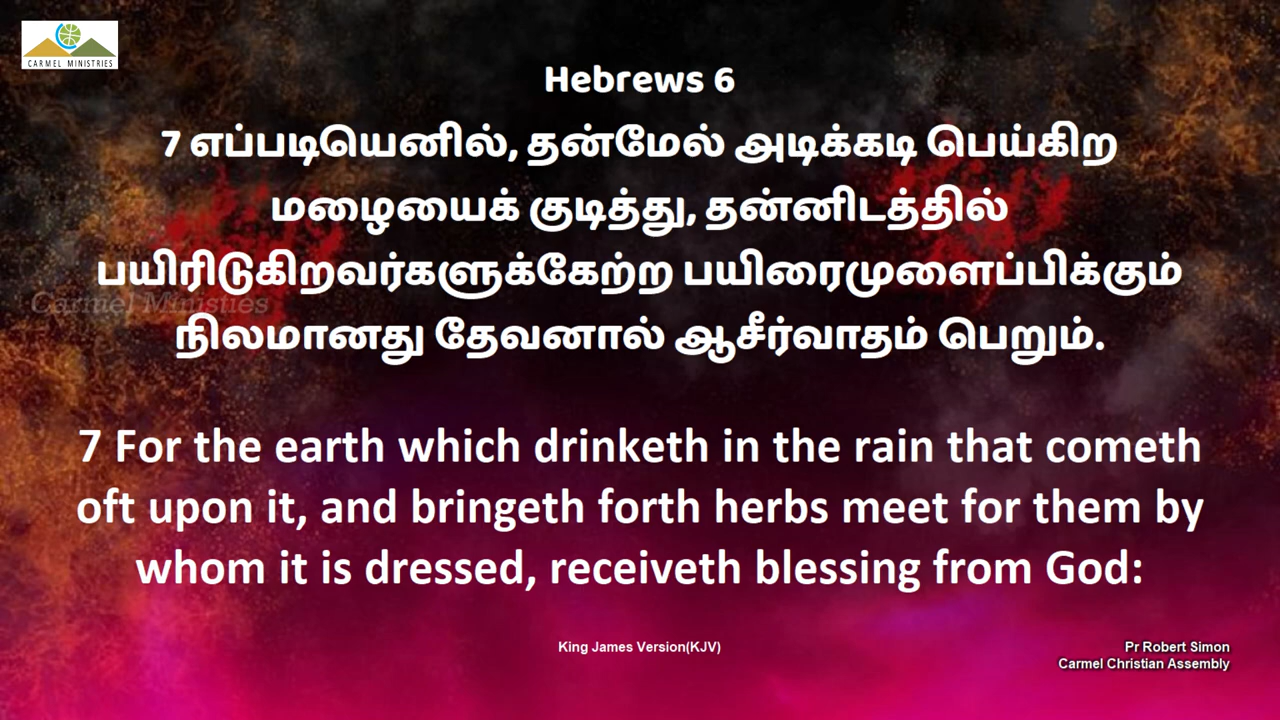 CARMEL MINISTRIES
Hebrews 6
7 எப்படியெனில், தன்மேல் அடிக்கடி பெய்கிற
மழையைக் குடித்து, தன்னிடத்தில்
பயிரிடுகிறவர்களுக்கேற்ற பயிரைமுளைப்பிக்கும்
Carmel Ministies
நிலமானது தேவனால் ஆசீர்வாதம் பெறும்.
7 For the earth which drinketh in the rain that cometh
oft upon it, and bringeth forth herbs meet for them by
whom it is dressed, receiveth blessing from God:
King James Version(KJV)
Pr Robert Simon
Carmel Christian Assembly